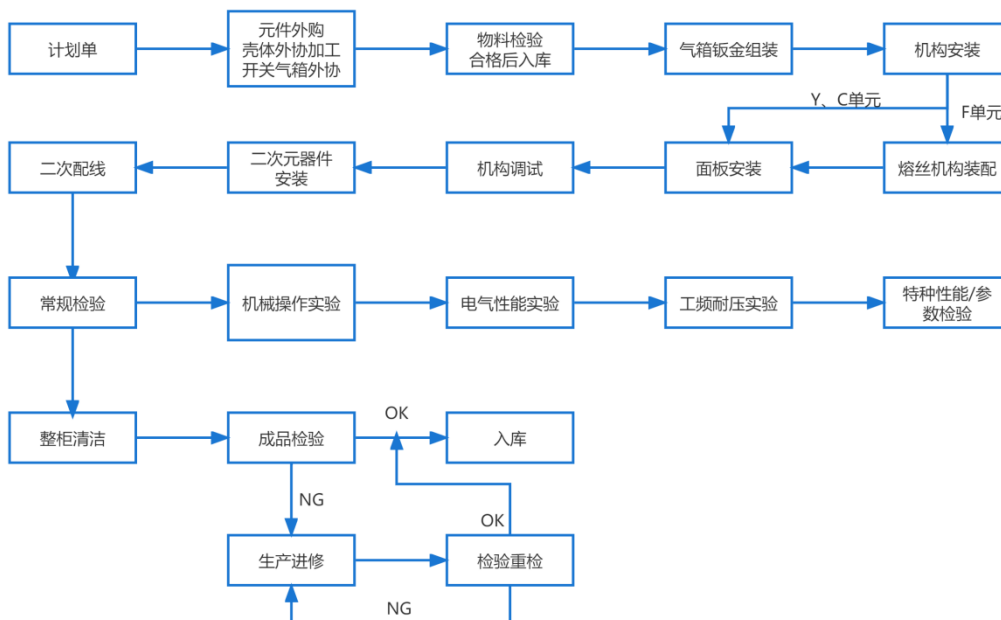 计划单
元件外购
壳体外协加工
开关气箱外协
物料检验
合格后入库
气箱钣金组装
机构安装
Y、C单元
F单元
二次配线
二次元器件
安装
机构调试
面板安装
熔丝机构装配
常规检验
机械操作实验
电气性能实验
工频耐压实验
特种性能/参
数检验
OK
整柜清洁
成品检验
入库
NG
OK
生产进修
检验重检
NG